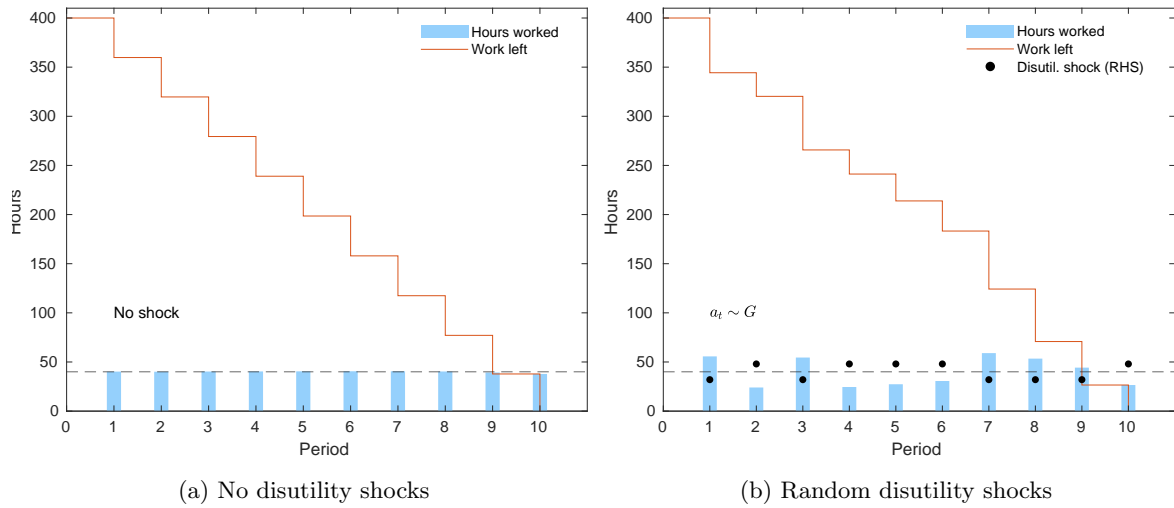 400
350
300
250
200
150
100
50
0
Hours
Hours worked
Work left
No shock
0 1 2 3 4 5 6 7 8 9 10
Period
(a) No disutility shocks
400
350
300
250
200
150
100
50
0
Hours
Hours worked
Work left
Disutil. shock (RHS)
a_t ∼ G
0 1 2 3 4 5 6 7 8 9 10
Period
(b) Random disutility shocks